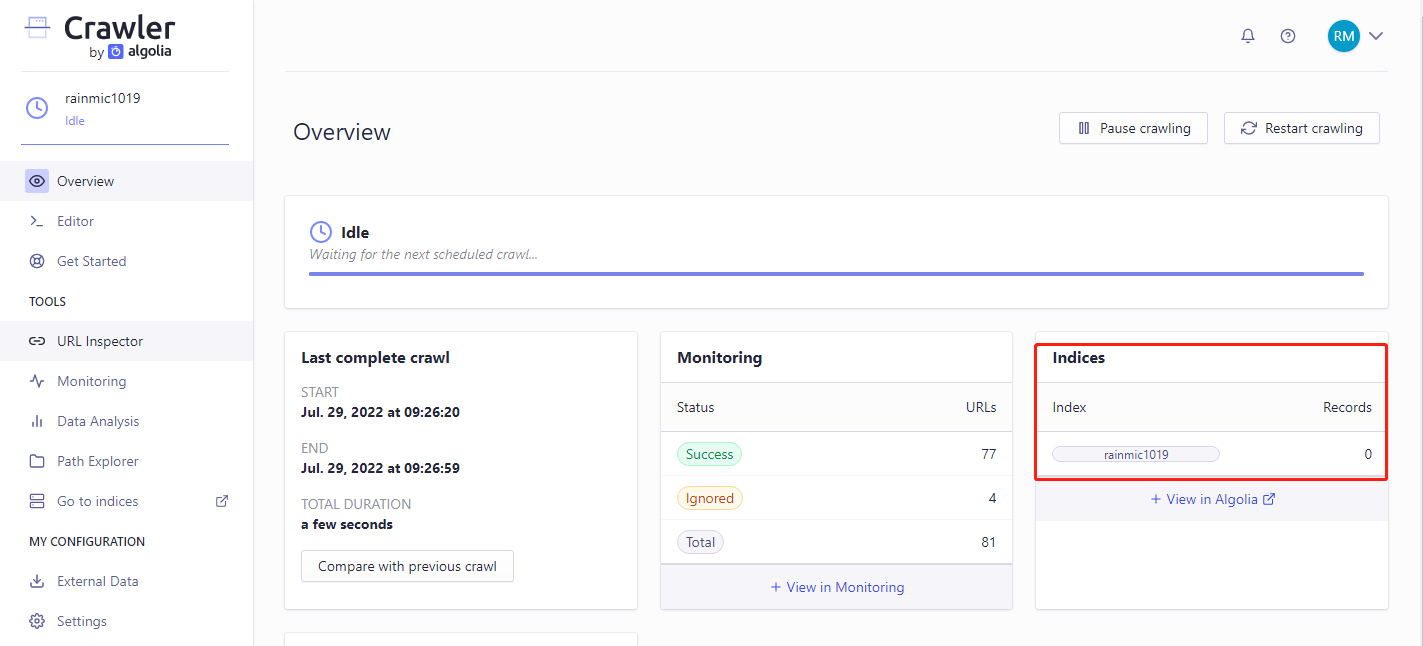 Crawler
by algolia
rainmic1019
Idle
Overview
Editor
Get Started
TOOLS
URL Inspector
Monitoring
Data Analysis
Path Explorer
Go to indices
MY CONFIGURATION
External Data
Settings
RM
Overview
Pause crawling
Restart crawling
Idle
Waiting for the next scheduled crawl...
Last complete crawl
START
Jul. 29, 2022 at 09:26:20
END
Jul. 29, 2022 at 09:26:59
TOTAL DURATION
a few seconds
Compare with previous crawl
Monitoring
Status URLs
Success 77
Ignored 4
Total 81
+ View in Monitoring
Indices
Index Records
rainmic1019 0
+ View in Algolia